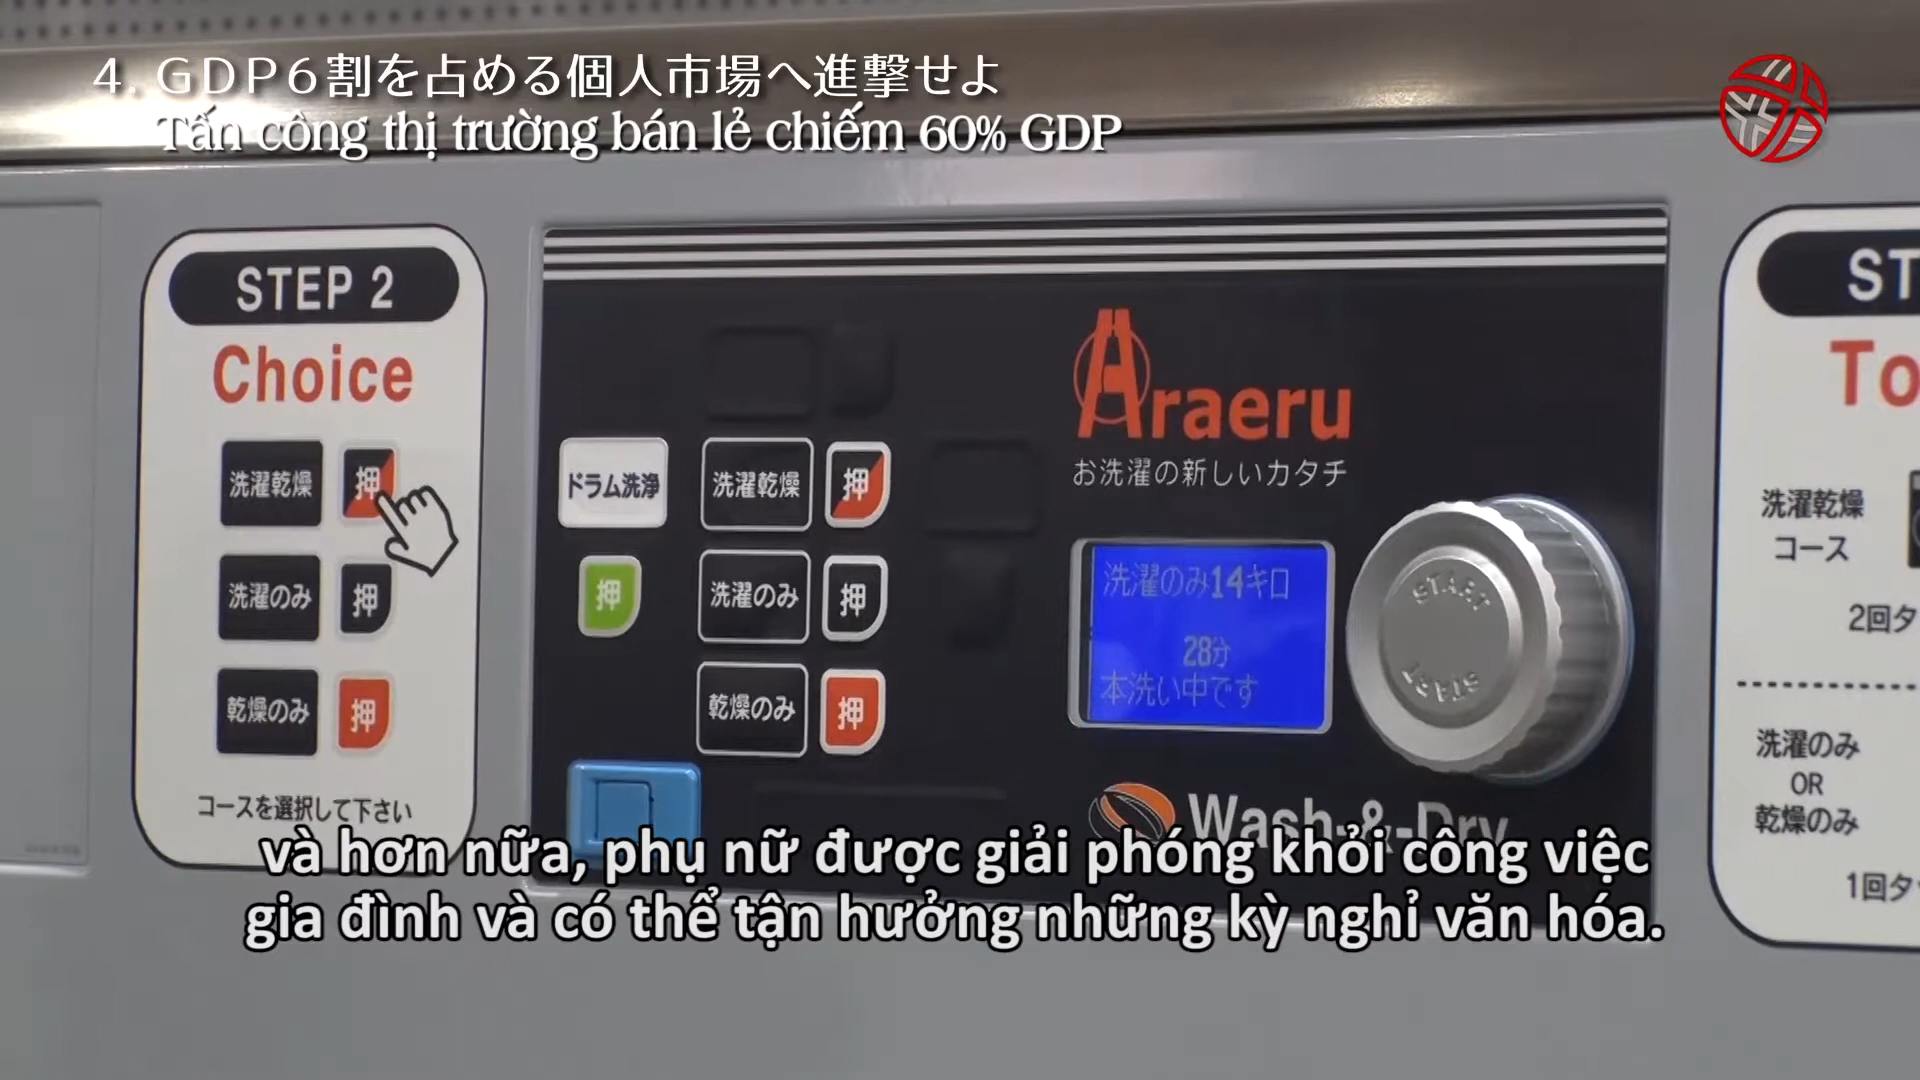 4. GDP6割を占める個人市場へ進撃せよ
Tấn công thị trường bán lẻ chiếm 60% GDP
STEP 2
Choice
洗濯乾燥 押
洗濯のみ 押
乾燥のみ 押
コースを選択して下さい
Araeru
お洗濯の新しいカタチ
ドラム洗浄 洗濯乾燥 押
押 洗濯のみ 押
乾燥のみ 押
洗濯のみ14キロ
28分
本洗い中です
START
START
Wash-&-Dry
洗濯乾燥
コース
2回タ
洗濯のみ
OR
乾燥のみ
1回タ
và hơn nữa, phụ nữ được giải phóng khỏi công việc
gia đình và có thể tận hưởng những kỳ nghỉ văn hóa.